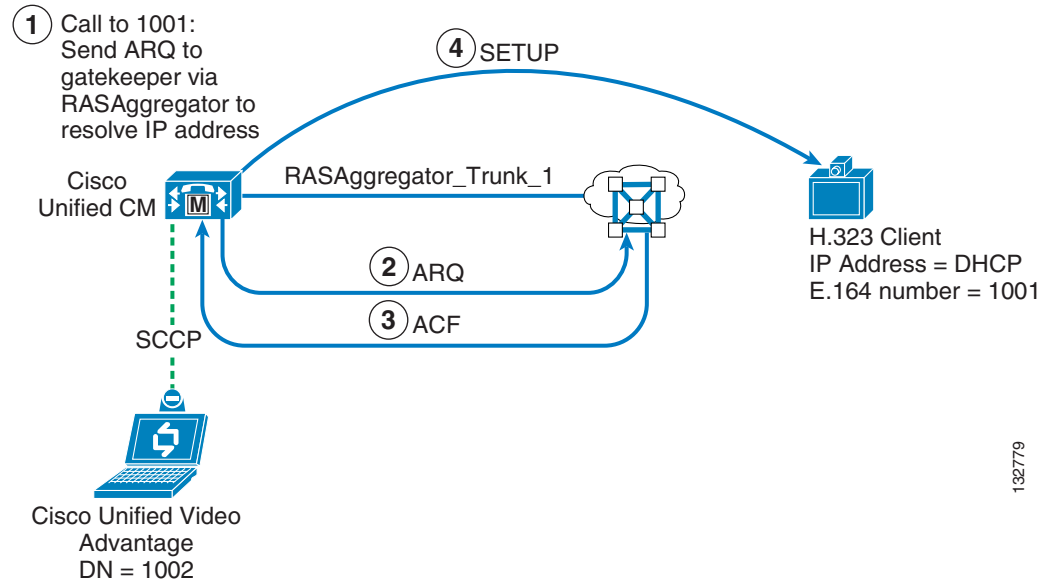 1 Call to 1001:
Send ARQ to
gatekeeper via
RASAggregator to
resolve IP address
4 SETUP
Cisco
Unified CM
M
RASAggregator_Trunk_1
H.323 Client
IP Address = DHCP
E.164 number = 1001
2 ARQ
3 ACF
SCCP
Cisco Unified Video
Advantage
DN = 1002
132779